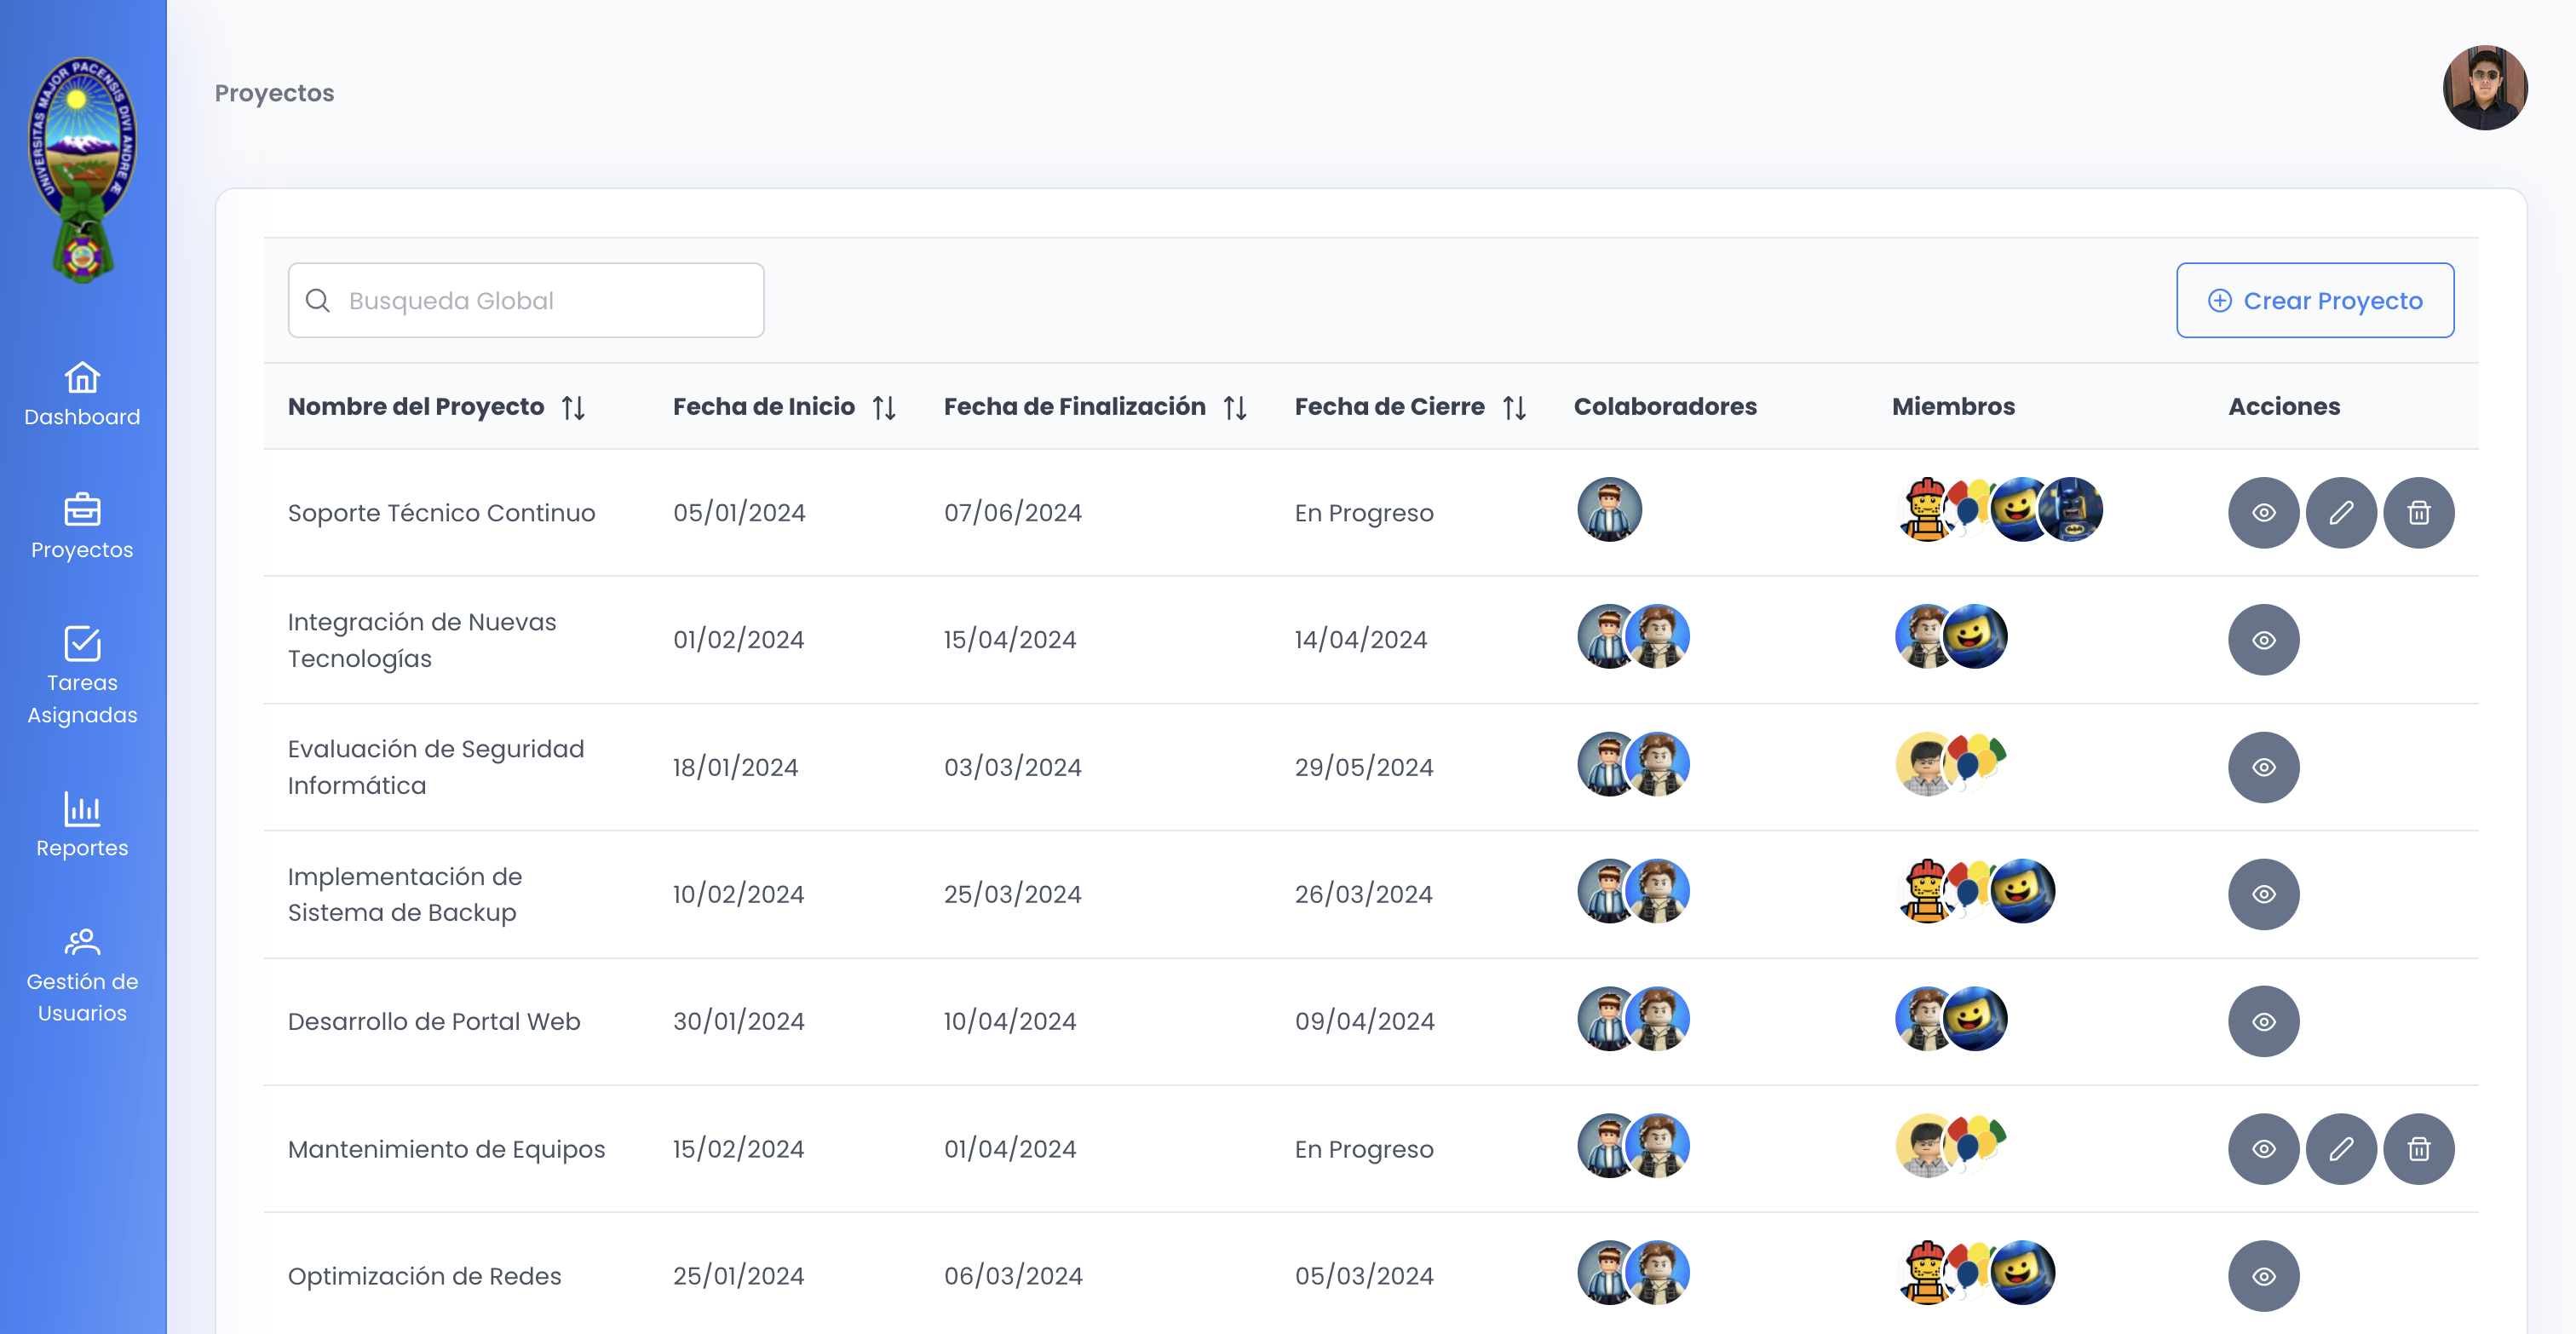 UNIVERSITAS MAJOR PACENSIS DIVI ANDRE Æ
Proyectos
Busqueda Global
Crear Proyecto
Dashboard
Proyectos
Tareas
Asignadas
Reportes
Gestión de
Usuarios
Nombre del Proyecto Fecha de Inicio Fecha de Finalización Fecha de Cierre Colaboradores Miembros Acciones
Soporte Técnico Continuo 05/01/2024 07/06/2024 En Progreso
Integración de Nuevas
Tecnologías 01/02/2024 15/04/2024 14/04/2024
Evaluación de Seguridad
Informática 18/01/2024 03/03/2024 29/05/2024
Implementación de
Sistema de Backup 10/02/2024 25/03/2024 26/03/2024
Desarrollo de Portal Web 30/01/2024 10/04/2024 09/04/2024
Mantenimiento de Equipos 15/02/2024 01/04/2024 En Progreso
Optimización de Redes 25/01/2024 06/03/2024 05/03/2024